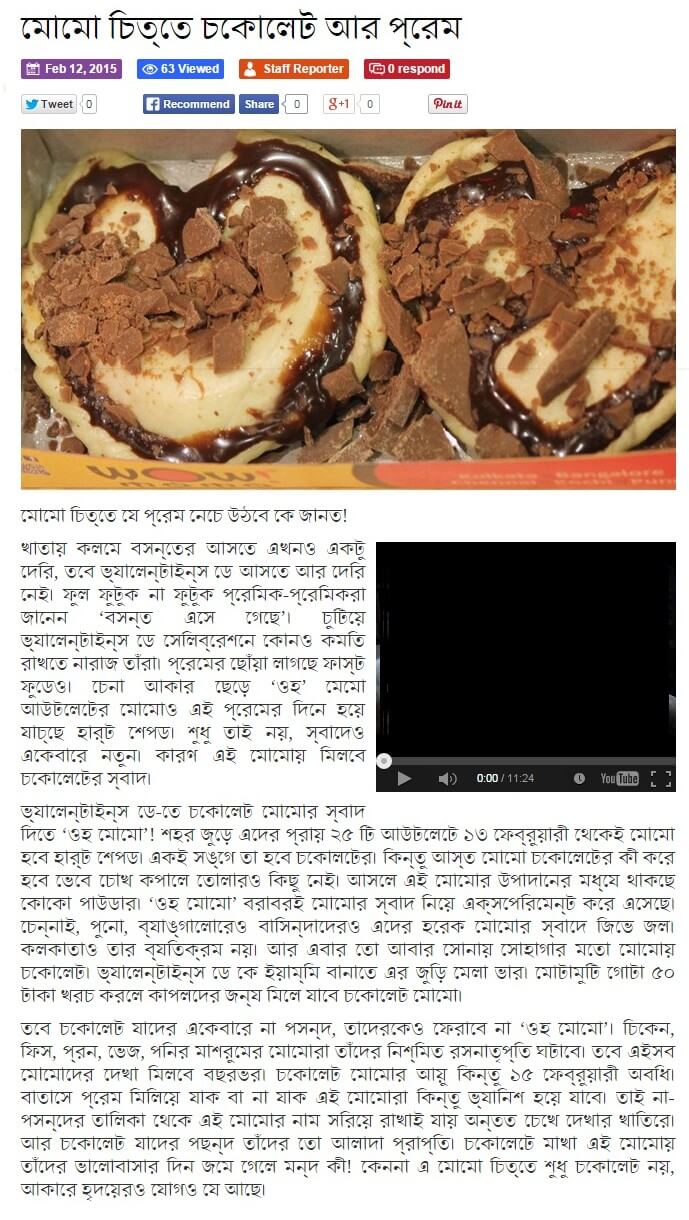 মোমো চিত্তে চকোলেট আর প্রেম
Feb 12, 2015 63 Viewed Staff Reporter 0 respond
Tweet 0 Recommend Share 0 g+1 0 Pin it
WOW!
momos
Kolkata Bangalore
Chennai Kochi
মোমো চিত্তে যে প্রেম নেচে উঠবে কে জানত!
খাতায় কলমে বসন্তের আসতে এখনও একটু
দেরি, তবে ভ্যালেন্টাইন্স ডে আসতে আর দেরি
নেই। ফুল ফুটুক না ফুটুক প্রেমিক-প্রেমিকরা
জানেন ‘বসন্ত এসে গেছে’। চুটিয়ে
ভ্যালেন্টাইন্স ডে সেলিব্রেশনে কোনও কমতি
রাখতে নারাজ তাঁরা। প্রেমের ছোঁয়া লাগছে ফাস্ট
ফুডেও। চেনা আকার ছেড়ে ‘ওহ’ মেমো
আউটলেটের মোমোও এই প্রেমের দিনে হয়ে
যাচ্ছে হার্ট শেপড। শুধু তাই নয়, স্বাদেও
একেবারে নতুন। কারণ এই মোমোয় মিলবে
চকোলেটের স্বাদ।
0:00 / 11:24 YouTube
ভ্যালেন্টাইন্স ডে-তে চকোলেট মোমোর স্বাদ
দিতে ‘ওহ মোমো’! শহর জুড়ে এদের প্রায় ২৫ টি আউটলেটে ১৩ ফেব্রুয়ারী থেকেই মোমো
হবে হার্ট শেপড। একই সঙ্গে তা হবে চকোলটের। কিন্তু আস্ত মোমো চকোলেটের কী করে
হবে ভেবে চোখ কপালে তোলারও কিছু নেই। আসলে এই মোমোর উপাদানের মধ্যে থাকছে
কোকো পাউডার। ‘ওহ মোমো’ বরাবরই মোমোর স্বাদ নিয়ে এক্সপেরিমেন্ট করে এসেছে।
চেন্নাই, পুনো, ব্যাঙ্গালোরেও বাসিন্দাদেরও এদের হরেক মোমোর স্বাদে জিভে জল।
কলকাতাও তার ব্যতিক্রম নয়। আর এবার তো আবার সোনায় সোহাগার মতো মোমোয়
চকোলেট। ভ্যালেন্টাইন্স ডে কে ইয়াম্মি বানাতে এর জুড়ি মেলা ভার। মোটামুটি গোটা ৫০
টাকা খরচ করলে কাপলদের জন্য মিলে যাবে চকোলেট মোমো।
তবে চকোলেট যাদের একেবারে না পসন্দ, তাদেরকেও ফেরাবে না ‘ওহ মোমো’। চিকেন,
ফিস, প্রন, ভেজ, পনির মাশরুমের মোমোরা তাঁদের নিশ্মিত রসনাতৃপ্তি ঘটাবে। তবে এইসব
মোমোদের দেখা মিলবে বছরভর। চকোলেট মোমোর আয়ু কিন্তু ১৫ ফেব্রুয়ারী অবধি।
বাতাসে প্রেম মিলিয়ে যাক বা না যাক এই মোমোরা কিন্তু ভ্যানিশ হয়ে যাবে। তাই না-
পসন্দের তালিকা থেকে এই মোমোর নাম সরিয়ে রাখাই যায় অন্তত চেখে দেখার খাতিরে।
আর চকোলেট যাদের পছন্দ তাঁদের তো আলাদা প্রাপ্তি। চকোলেটে মাখা এই মোমোয়
তাঁদের ভালোবাসার দিন জমে গেলে মন্দ কী! কেননা এ মোমো চিত্তে শুধু চকোলেট নয়,
আকারে হৃদয়েরও যোগও যে আছে।